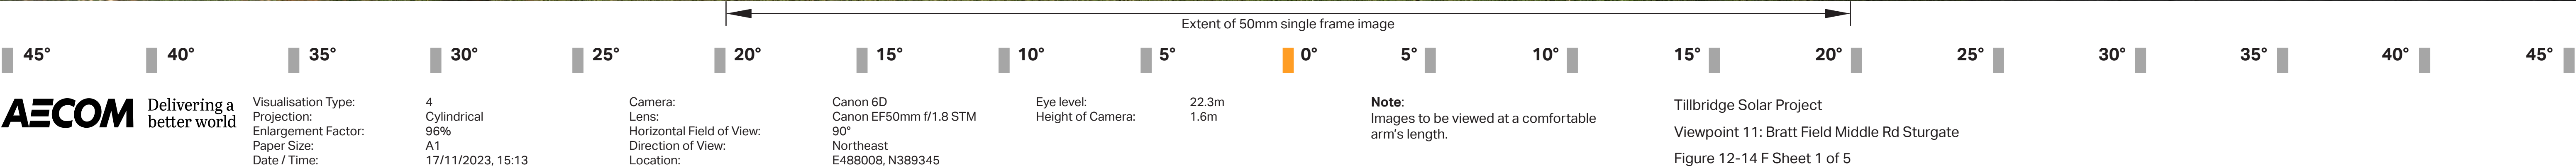 Extent of 50mm single frame image
45° 40° 35° 30° 25° 20° 15° 10° 5° 0° 5° 10° 15° 20° 25° 30° 35° 40° 45°
AECOM Delivering a
better world
Visualisation Type: 4
Projection: Cylindrical
Enlargement Factor: 96%
Paper Size: A1
Date / Time: 17/11/2023, 15:13
Camera: Canon 6D
Lens: Canon EF50mm f/1.8 STM
Horizontal Field of View: 90°
Direction of View: Northeast
Location: E488008, N389345
Eye level: 22.3m
Height of Camera: 1.6m
Note:
Images to be viewed at a comfortable
arm's length.
Tillbridge Solar Project
Viewpoint 11: Bratt Field Middle Rd Sturgate
Figure 12-14 F Sheet 1 of 5